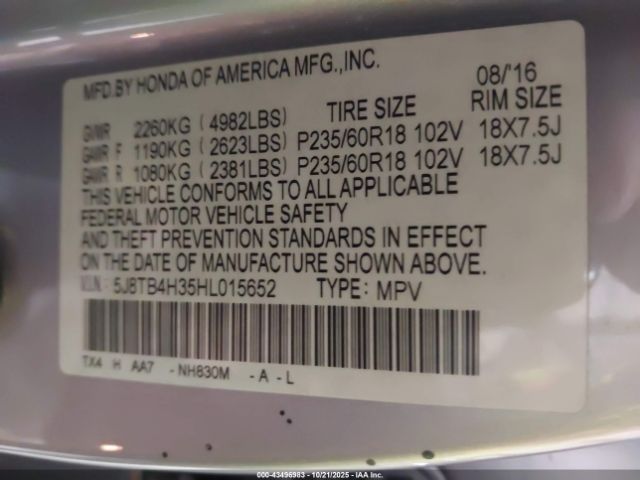 MFD.BY HONDA OF AMERICA MFG.,INC. 08/'16
GVWR 2260KG ( 4982LBS) TIRE SIZE RIM SIZE
GAWR F 1190KG ( 2623LBS) P235/60R18 102V 18X7.5J
GAWR R 1080KG ( 2381LBS) P235/60R18 102V 18X7.5J
THIS VEHICLE CONFORMS TO ALL APPLICABLE
FEDERAL MOTOR VEHICLE SAFETY
AND THEFT PREVENTION STANDARDS IN EFFECT
ON THE DATE OF MANUFACTURE SHOWN ABOVE.
V.I.N.: 5J8TB4H35HL015652 TYPE: MPV
TX4 H AA7 - NH830M - A - L
© 000-43496983 - 10/21/2025 - IAAI.COM